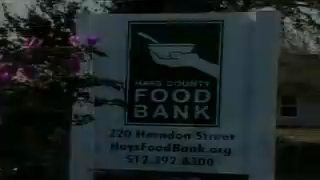 HAYS COUNTY
FOOD
BANK
220 Herndon Street
HaysFoodBank.org
512.392.8300